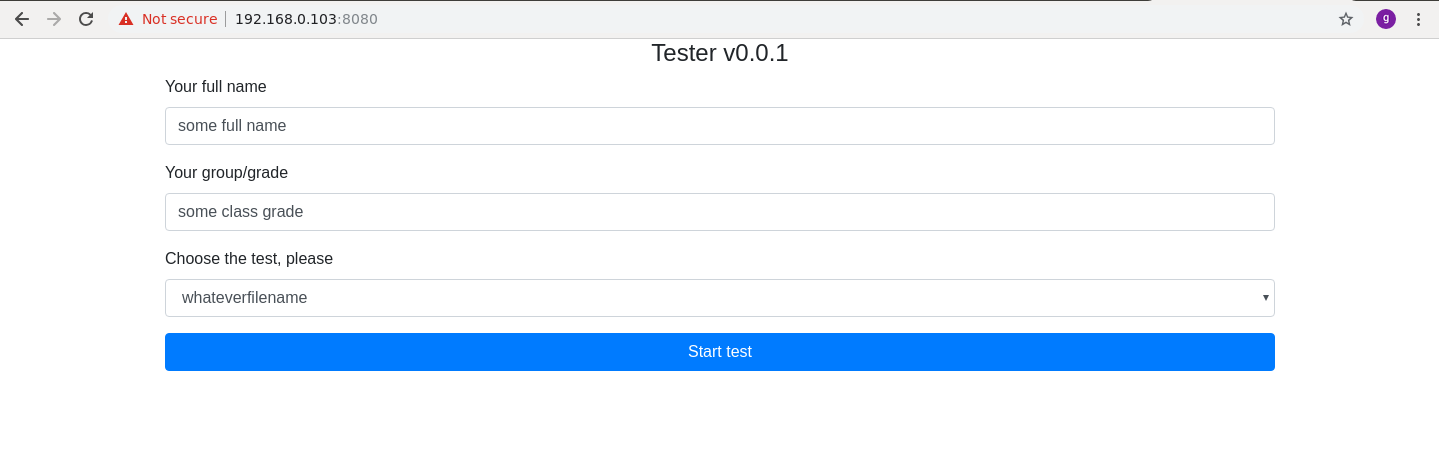 Not secure 192.168.0.103:8080
g
Tester v0.0.1
Your full name
some full name
Your group/grade
some class grade
Choose the test, please
whateverfilename
Start test